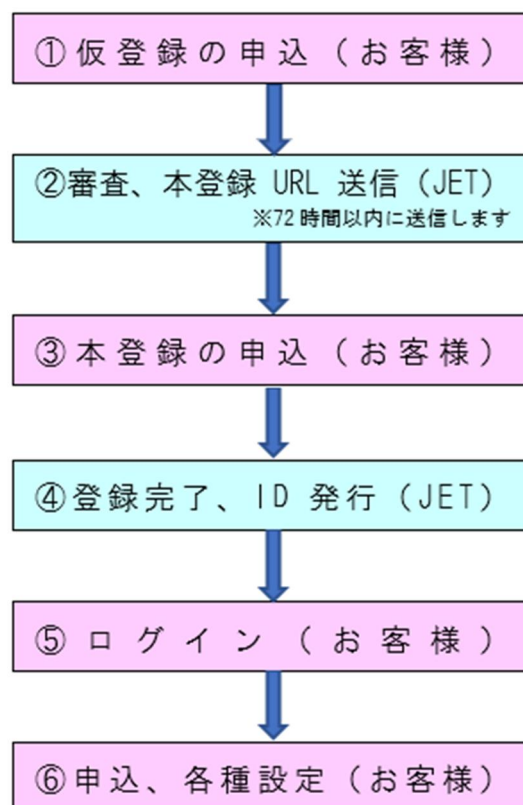 ①仮登録の申込（お客様）
②審査、本登録 URL 送信（JET）
※72時間以内に送信します
③本登録の申込（お客様）
④登録完了、ID 発行（JET）
⑤ログイン（お客様）
⑥申込、各種設定（お客様）